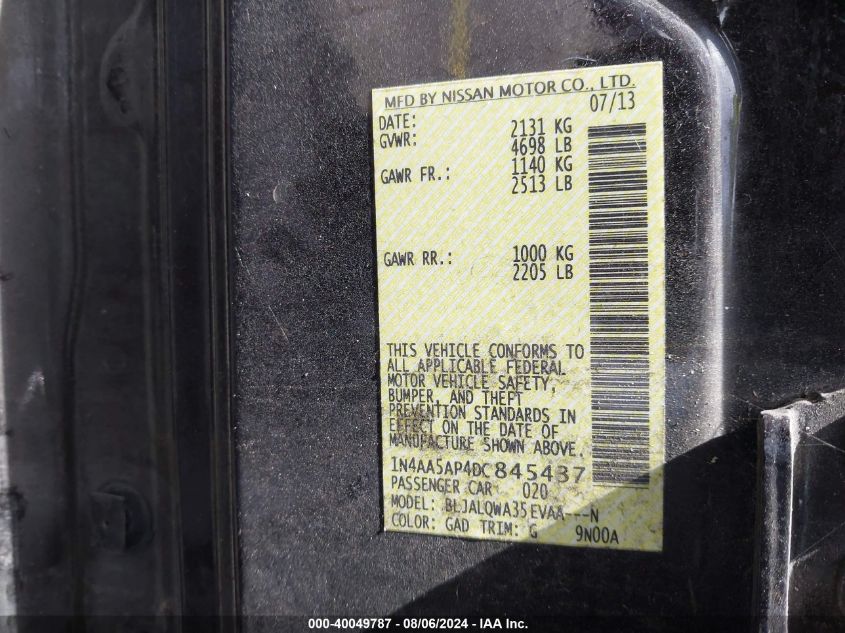 MFD BY NISSAN MOTOR CO., LTD.
DATE: 07/13
GVWR: 2131 KG
4698 LB
GAWR FR.: 1140 KG
2513 LB
GAWR RR.: 1000 KG
2205 LB
THIS VEHICLE CONFORMS TO
ALL APPLICABLE FEDERAL
MOTOR VEHICLE SAFETY,
BUMPER, AND THEFT
PREVENTION STANDARDS IN
EFFECT ON THE DATE OF
MANUFACTURE SHOWN ABOVE.
1N4AA5AP4DC845437
PASSENGER CAR 020
MODEL: BLJALQWA35EVAA---N
COLOR: GAD TRIM: G 9N00A
000-40049787 - 08/06/2024 - IAA Inc.